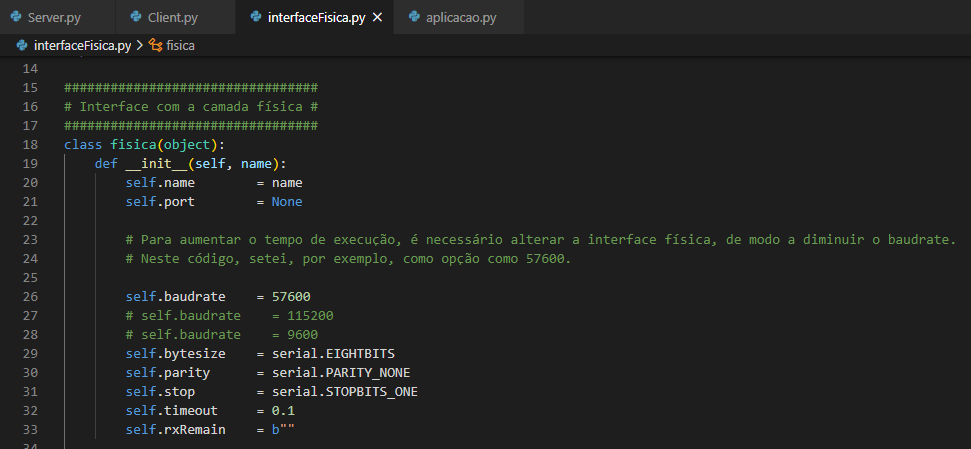 Server.py Client.py interfaceFisica.py aplicacao.py
interfaceFisica.py > fisica
14
15 #################################
16 # Interface com a camada física #
17 #################################
18 class fisica(object):
19 def __init__(self, name):
20 self.name = name
21 self.port = None
22
23 # Para aumentar o tempo de execução, é necessário alterar a interface física, de modo a diminuir o baudrate.
24 # Neste código, setei, por exemplo, como opção como 57600.
25
26 self.baudrate = 57600
27 # self.baudrate = 115200
28 # self.baudrate = 9600
29 self.bytesize = serial.EIGHTBITS
30 self.parity = serial.PARITY_NONE
31 self.stop = serial.STOPBITS_ONE
32 self.timeout = 0.1
33 self.rxRemain = b""
34